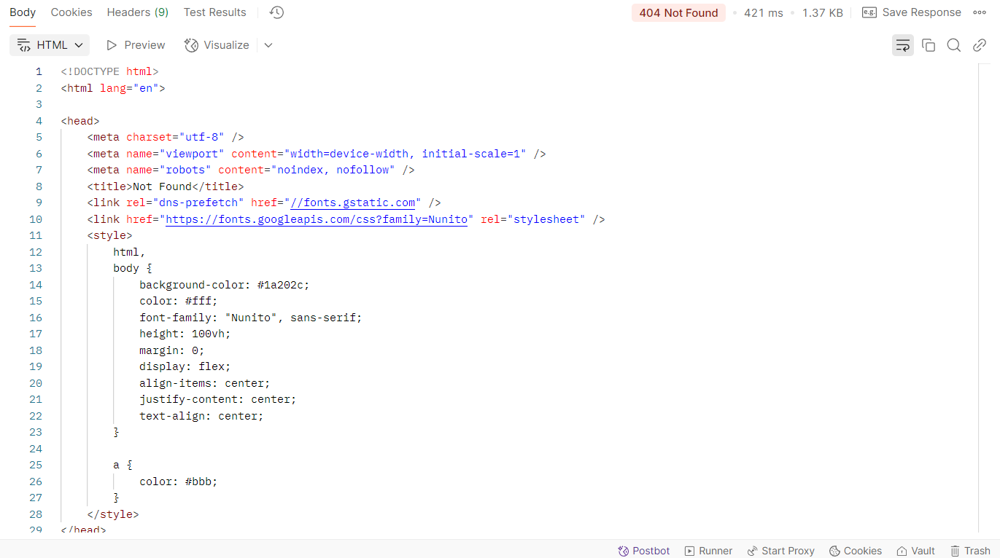 Body Cookies Headers (9) Test Results 404 Not Found • 421 ms • 1.37 KB e.g. Save Response
HTML Preview Visualize
1 <!DOCTYPE html>
2 <html lang="en">
3
4 <head>
5 <meta charset="utf-8" />
6 <meta name="viewport" content="width=device-width, initial-scale=1" />
7 <meta name="robots" content="noindex, nofollow" />
8 <title>Not Found</title>
9 <link rel="dns-prefetch" href="//fonts.gstatic.com" />
10 <link href="https://fonts.googleapis.com/css?family=Nunito" rel="stylesheet" />
11 <style>
12 html,
13 body {
14 background-color: #1a202c;
15 color: #fff;
16 font-family: "Nunito", sans-serif;
17 height: 100vh;
18 margin: 0;
19 display: flex;
20 align-items: center;
21 justify-content: center;
22 text-align: center;
23 }
24
25 a {
26 color: #bbb;
27 }
28 </style>
29 </head>
Postbot Runner Start Proxy Cookies Vault Trash